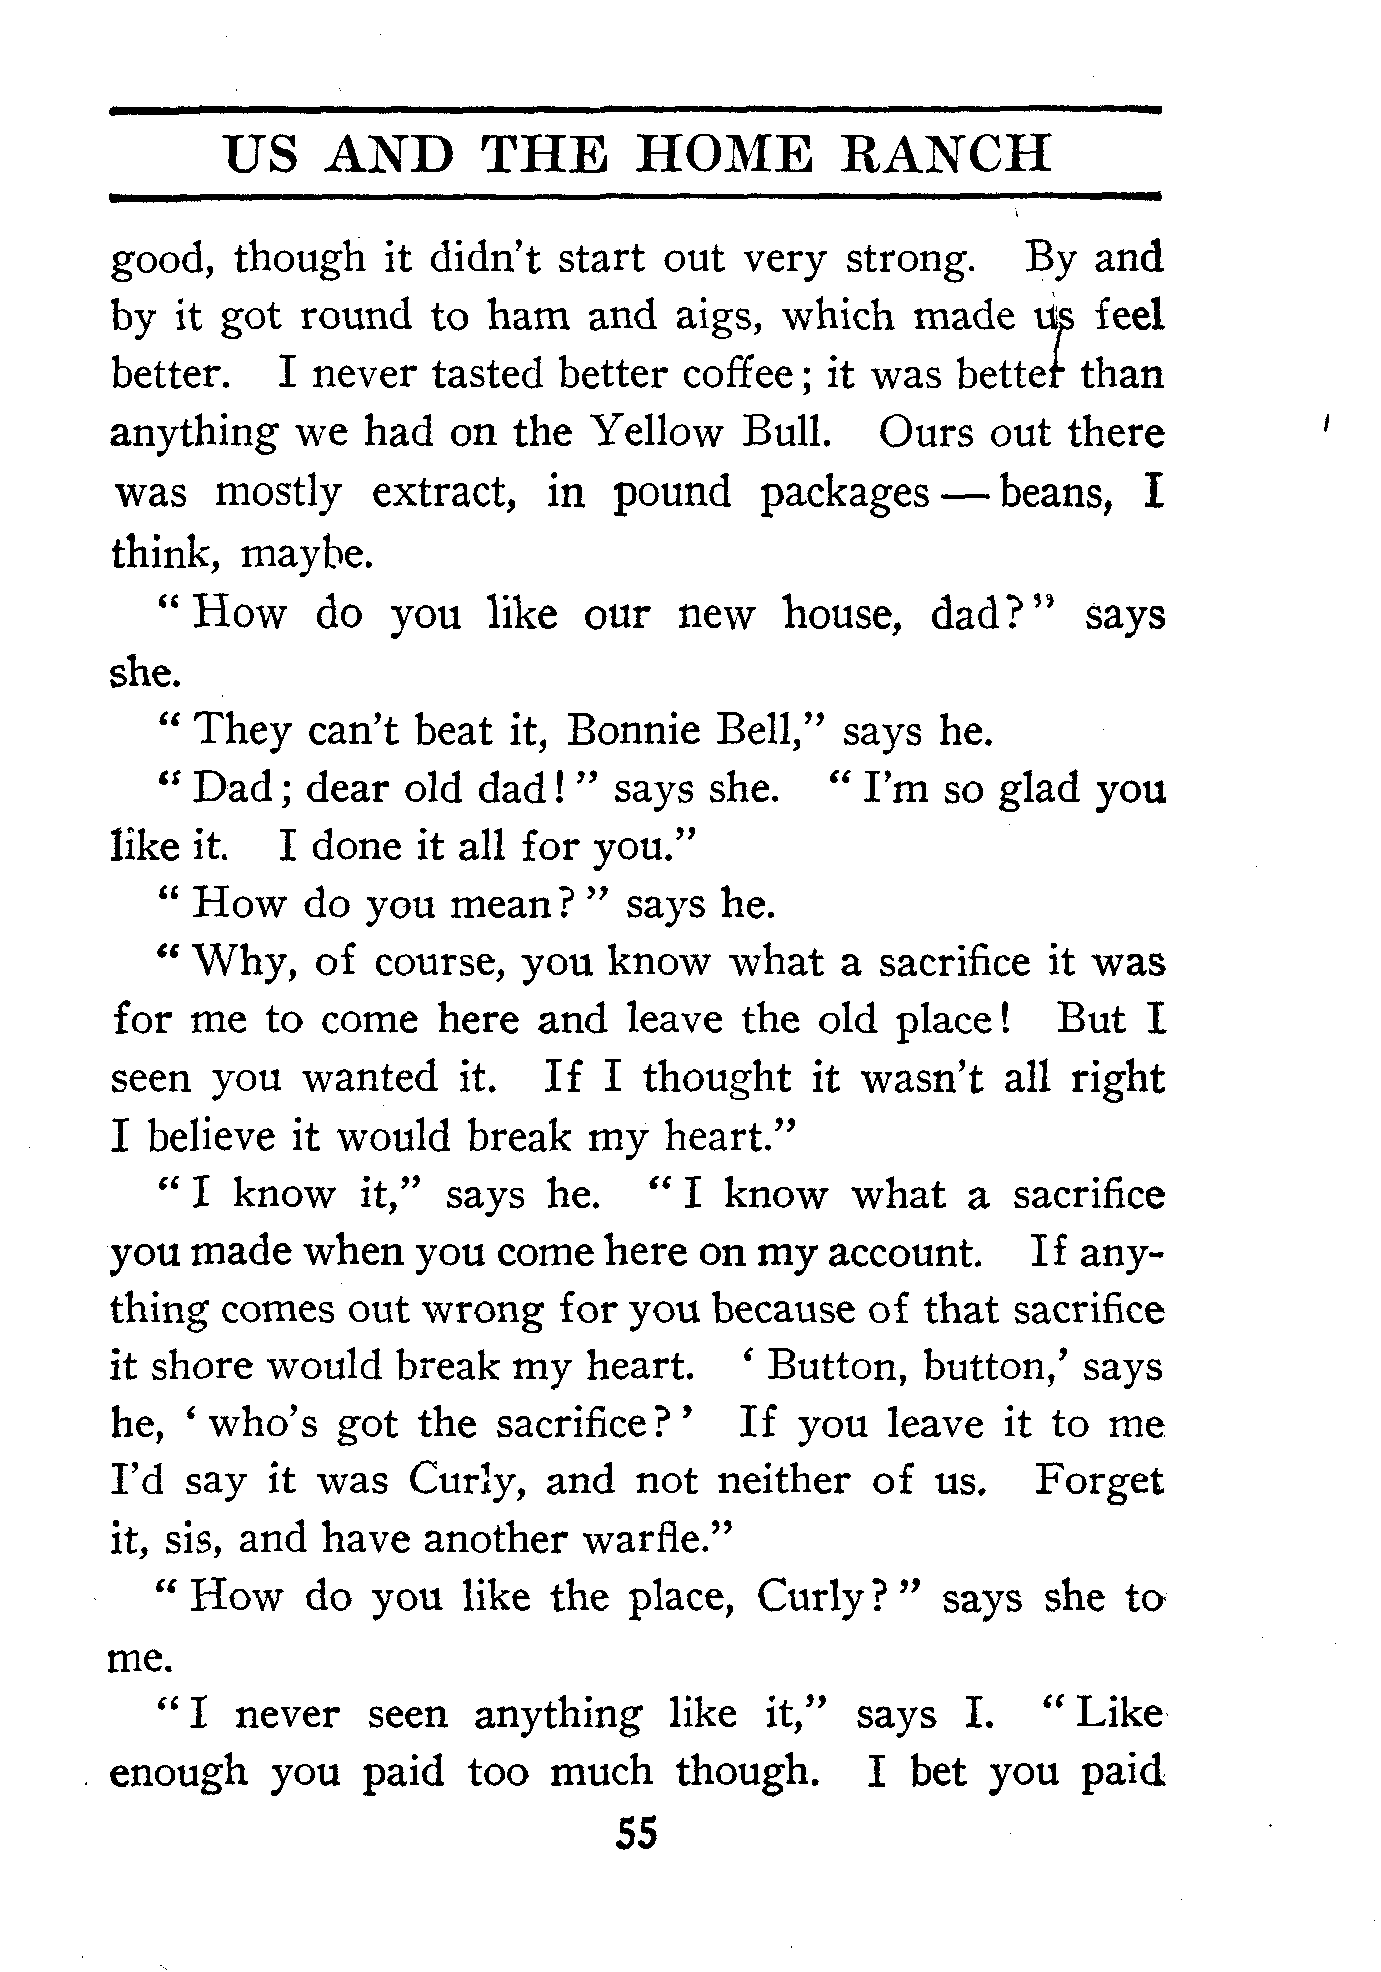 US AND THE HOME RANCH
good, though it didn't start out very strong. By and
by it got round to ham and aigs, which made us feel
better. I never tasted better coffee; it was better than
anything we had on the Yellow Bull. Ours out there
was mostly extract, in pound packages — beans, I
think, maybe.
“ How do you like our new house, dad? ” says
she.
“ They can't beat it, Bonnie Bell,” says he.
“ Dad; dear old dad! ” says she. “ I'm so glad you
like it. I done it all for you.”
“ How do you mean? ” says he.
“ Why, of course, you know what a sacrifice it was
for me to come here and leave the old place! But I
seen you wanted it. If I thought it wasn't all right
I believe it would break my heart.”
“ I know it,” says he. “ I know what a sacrifice
you made when you come here on my account. If any-
thing comes out wrong for you because of that sacrifice
it shore would break my heart. ‘ Button, button,’ says
he, ‘ who's got the sacrifice? ’ If you leave it to me
I'd say it was Curly, and not neither of us. Forget
it, sis, and have another warfle.”
“ How do you like the place, Curly? ” says she to
me.
“ I never seen anything like it,” says I. “ Like
enough you paid too much though. I bet you paid
55